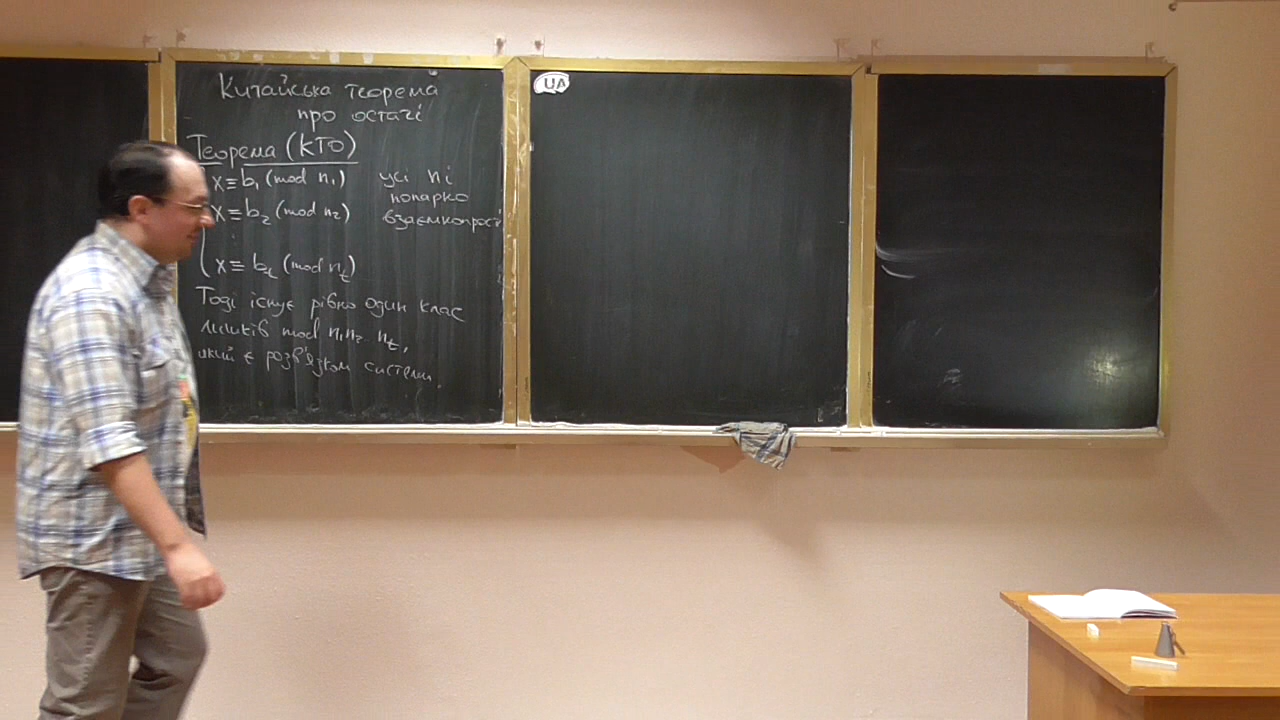 Китайська теорема
про остачі
Теорема (КТО)
x ≡ b₁ (mod n₁)
x ≡ b₂ (mod n₂)
⋮
x ≡ bₜ (mod nₜ)
усі nᵢ
попарко
взаємнопрості
Тоді існує рівно один клас
лишків mod n₁n₂...nₜ,
який є розв'язком системи.
UA